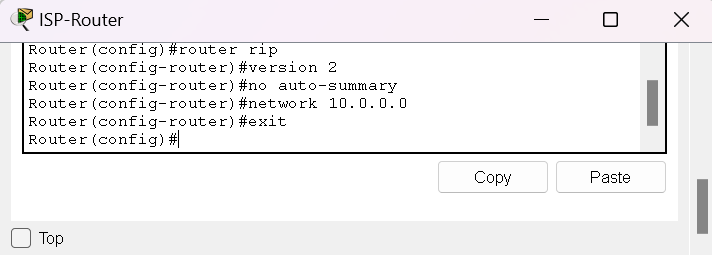 ISP-Router
Router(config)#router rip
Router(config-router)#version 2
Router(config-router)#no auto-summary
Router(config-router)#network 10.0.0.0
Router(config-router)#exit
Router(config)#
Copy Paste
Top